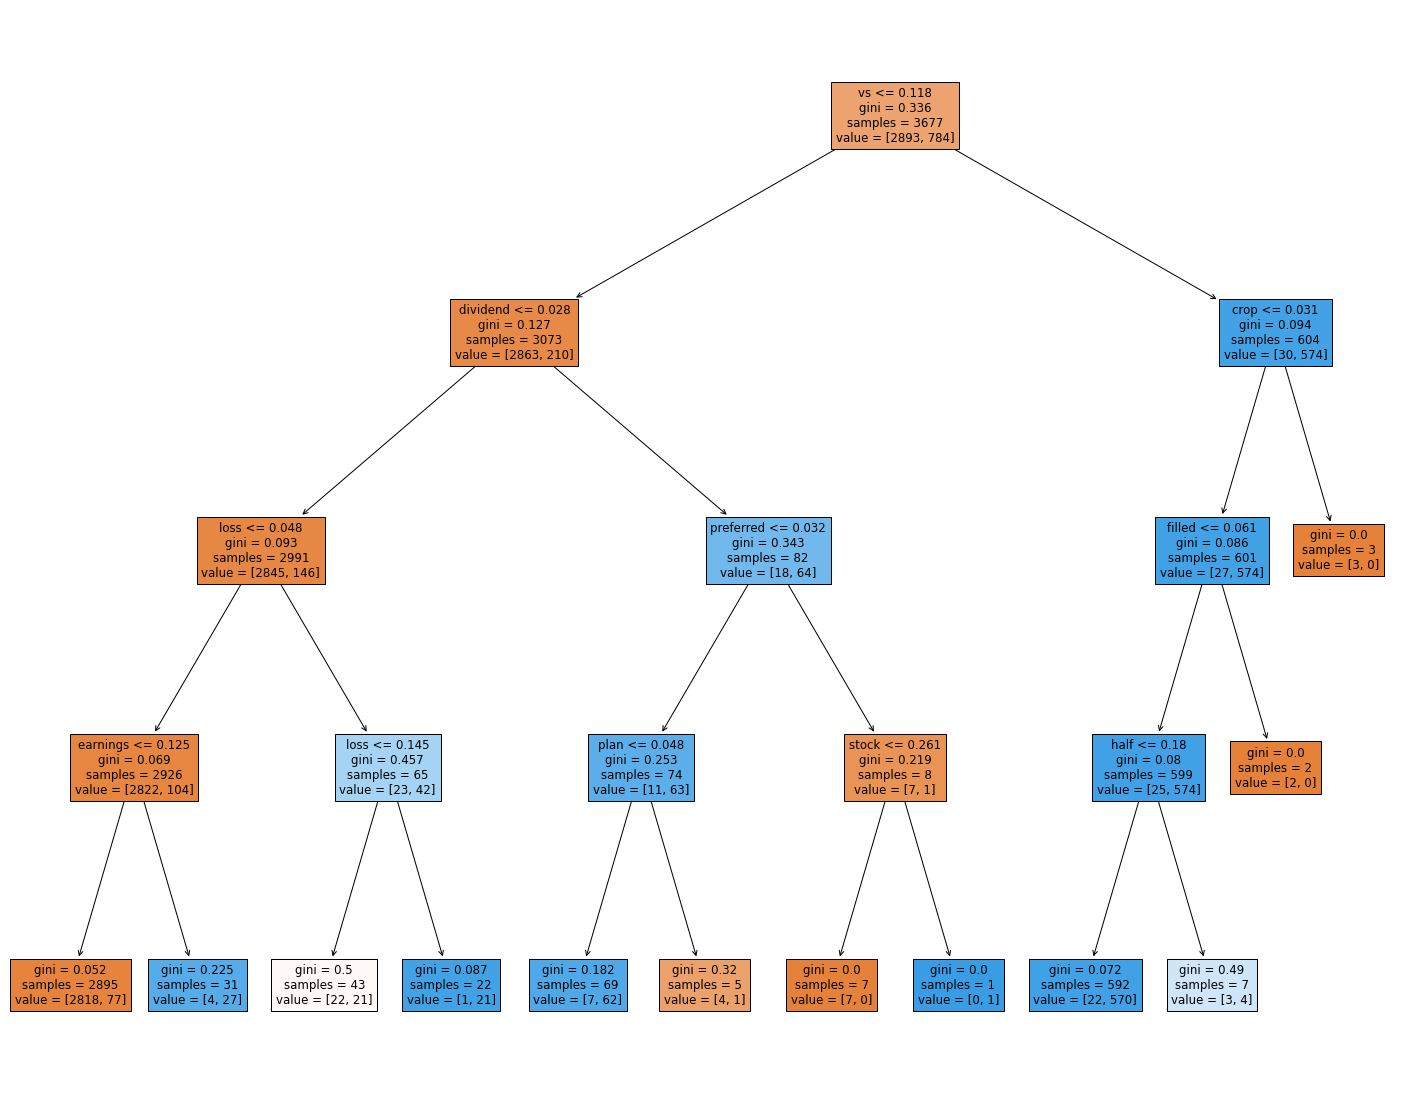 vs <= 0.118
gini = 0.336
samples = 3677
value = [2893, 784]
dividend <= 0.028
gini = 0.127
samples = 3073
value = [2863, 210]
crop <= 0.031
gini = 0.094
samples = 604
value = [30, 574]
loss <= 0.048
gini = 0.093
samples = 2991
value = [2845, 146]
preferred <= 0.032
gini = 0.343
samples = 82
value = [18, 64]
filled <= 0.061
gini = 0.086
samples = 601
value = [27, 574]
gini = 0.0
samples = 3
value = [3, 0]
earnings <= 0.125
gini = 0.069
samples = 2926
value = [2822, 104]
loss <= 0.145
gini = 0.457
samples = 65
value = [23, 42]
plan <= 0.048
gini = 0.253
samples = 74
value = [11, 63]
stock <= 0.261
gini = 0.219
samples = 8
value = [7, 1]
half <= 0.18
gini = 0.08
samples = 599
value = [25, 574]
gini = 0.0
samples = 2
value = [2, 0]
gini = 0.052
samples = 2895
value = [2818, 77]
gini = 0.225
samples = 31
value = [4, 27]
gini = 0.5
samples = 43
value = [22, 21]
gini = 0.087
samples = 22
value = [1, 21]
gini = 0.182
samples = 69
value = [7, 62]
gini = 0.32
samples = 5
value = [4, 1]
gini = 0.0
samples = 7
value = [7, 0]
gini = 0.0
samples = 1
value = [0, 1]
gini = 0.072
samples = 592
value = [22, 570]
gini = 0.49
samples = 7
value = [3, 4]